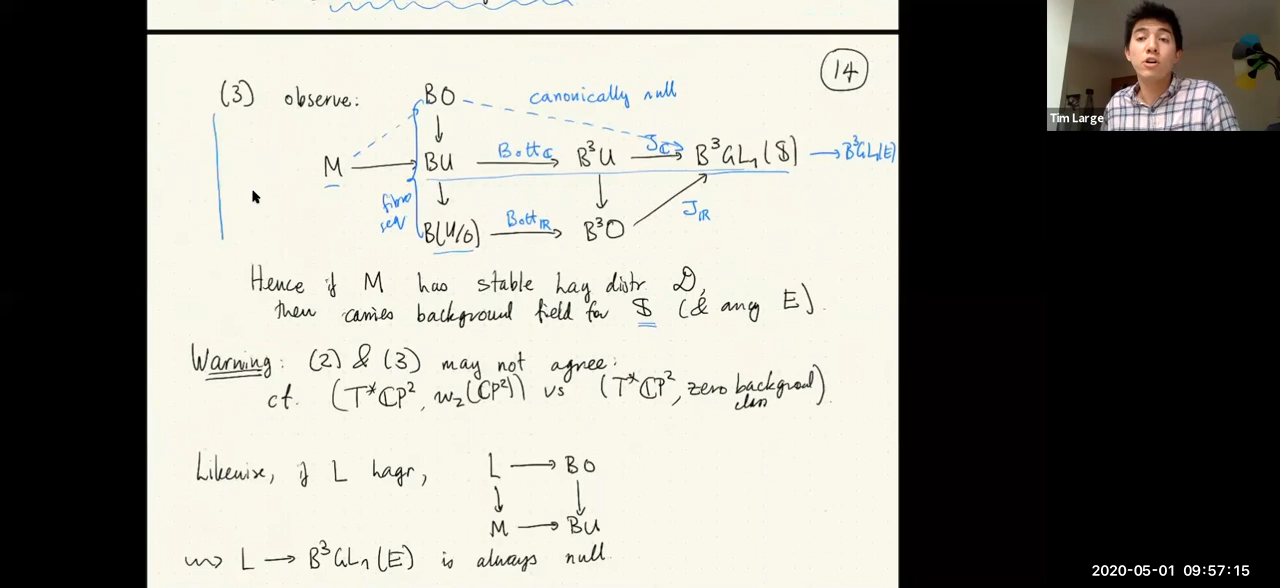 14
(3) observe:
BO
canonically null
M
BU
Bott_C
B³U
J_C
B³GL₁(𝕊)
B³GL₁(E)
fibre
seq
B(U/O)
Bott_ℝ
B³O
J_ℝ
Hence if M has stable lag distr. D,
then carries background field for 𝕊 (& any E).
Warning: (2) & (3) may not agree:
cf. (T*ℂP², w₂(ℂP²)) vs (T*ℂP², zero background
class).
Likewise, if L lagr,
L → BO
M → BU
⇝ L → B³GL₁(E) is always null.
Tim Large
2020-05-01 09:57:15